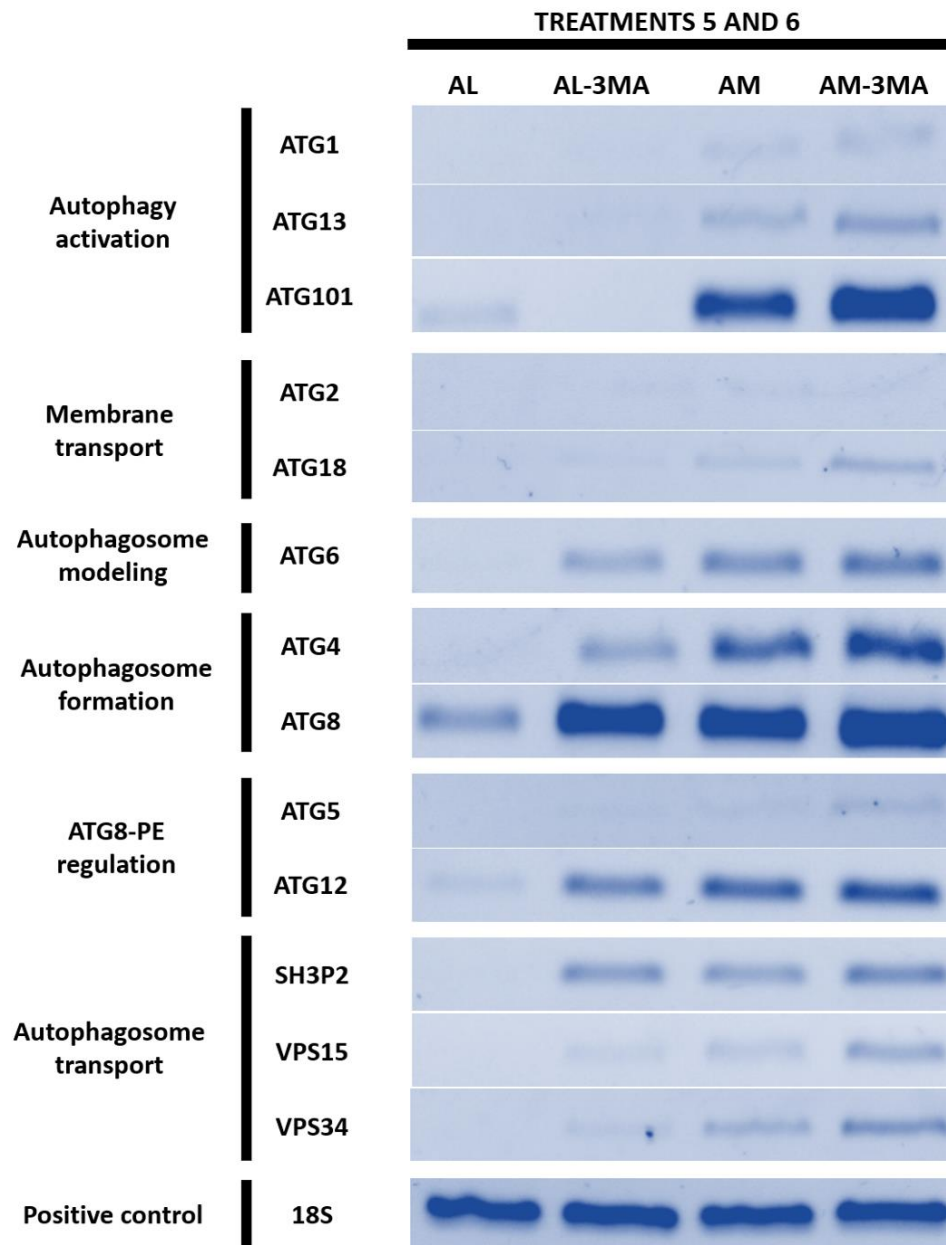 TREATMENTS 5 AND 6
AL AL-3MA AM AM-3MA
Autophagy
activation
ATG1
ATG13
ATG101
Membrane
transport
ATG2
ATG18
Autophagosome
modeling
ATG6
Autophagosome
formation
ATG4
ATG8
ATG8-PE
regulation
ATG5
ATG12
Autophagosome
transport
SH3P2
VPS15
VPS34
Positive control
18S